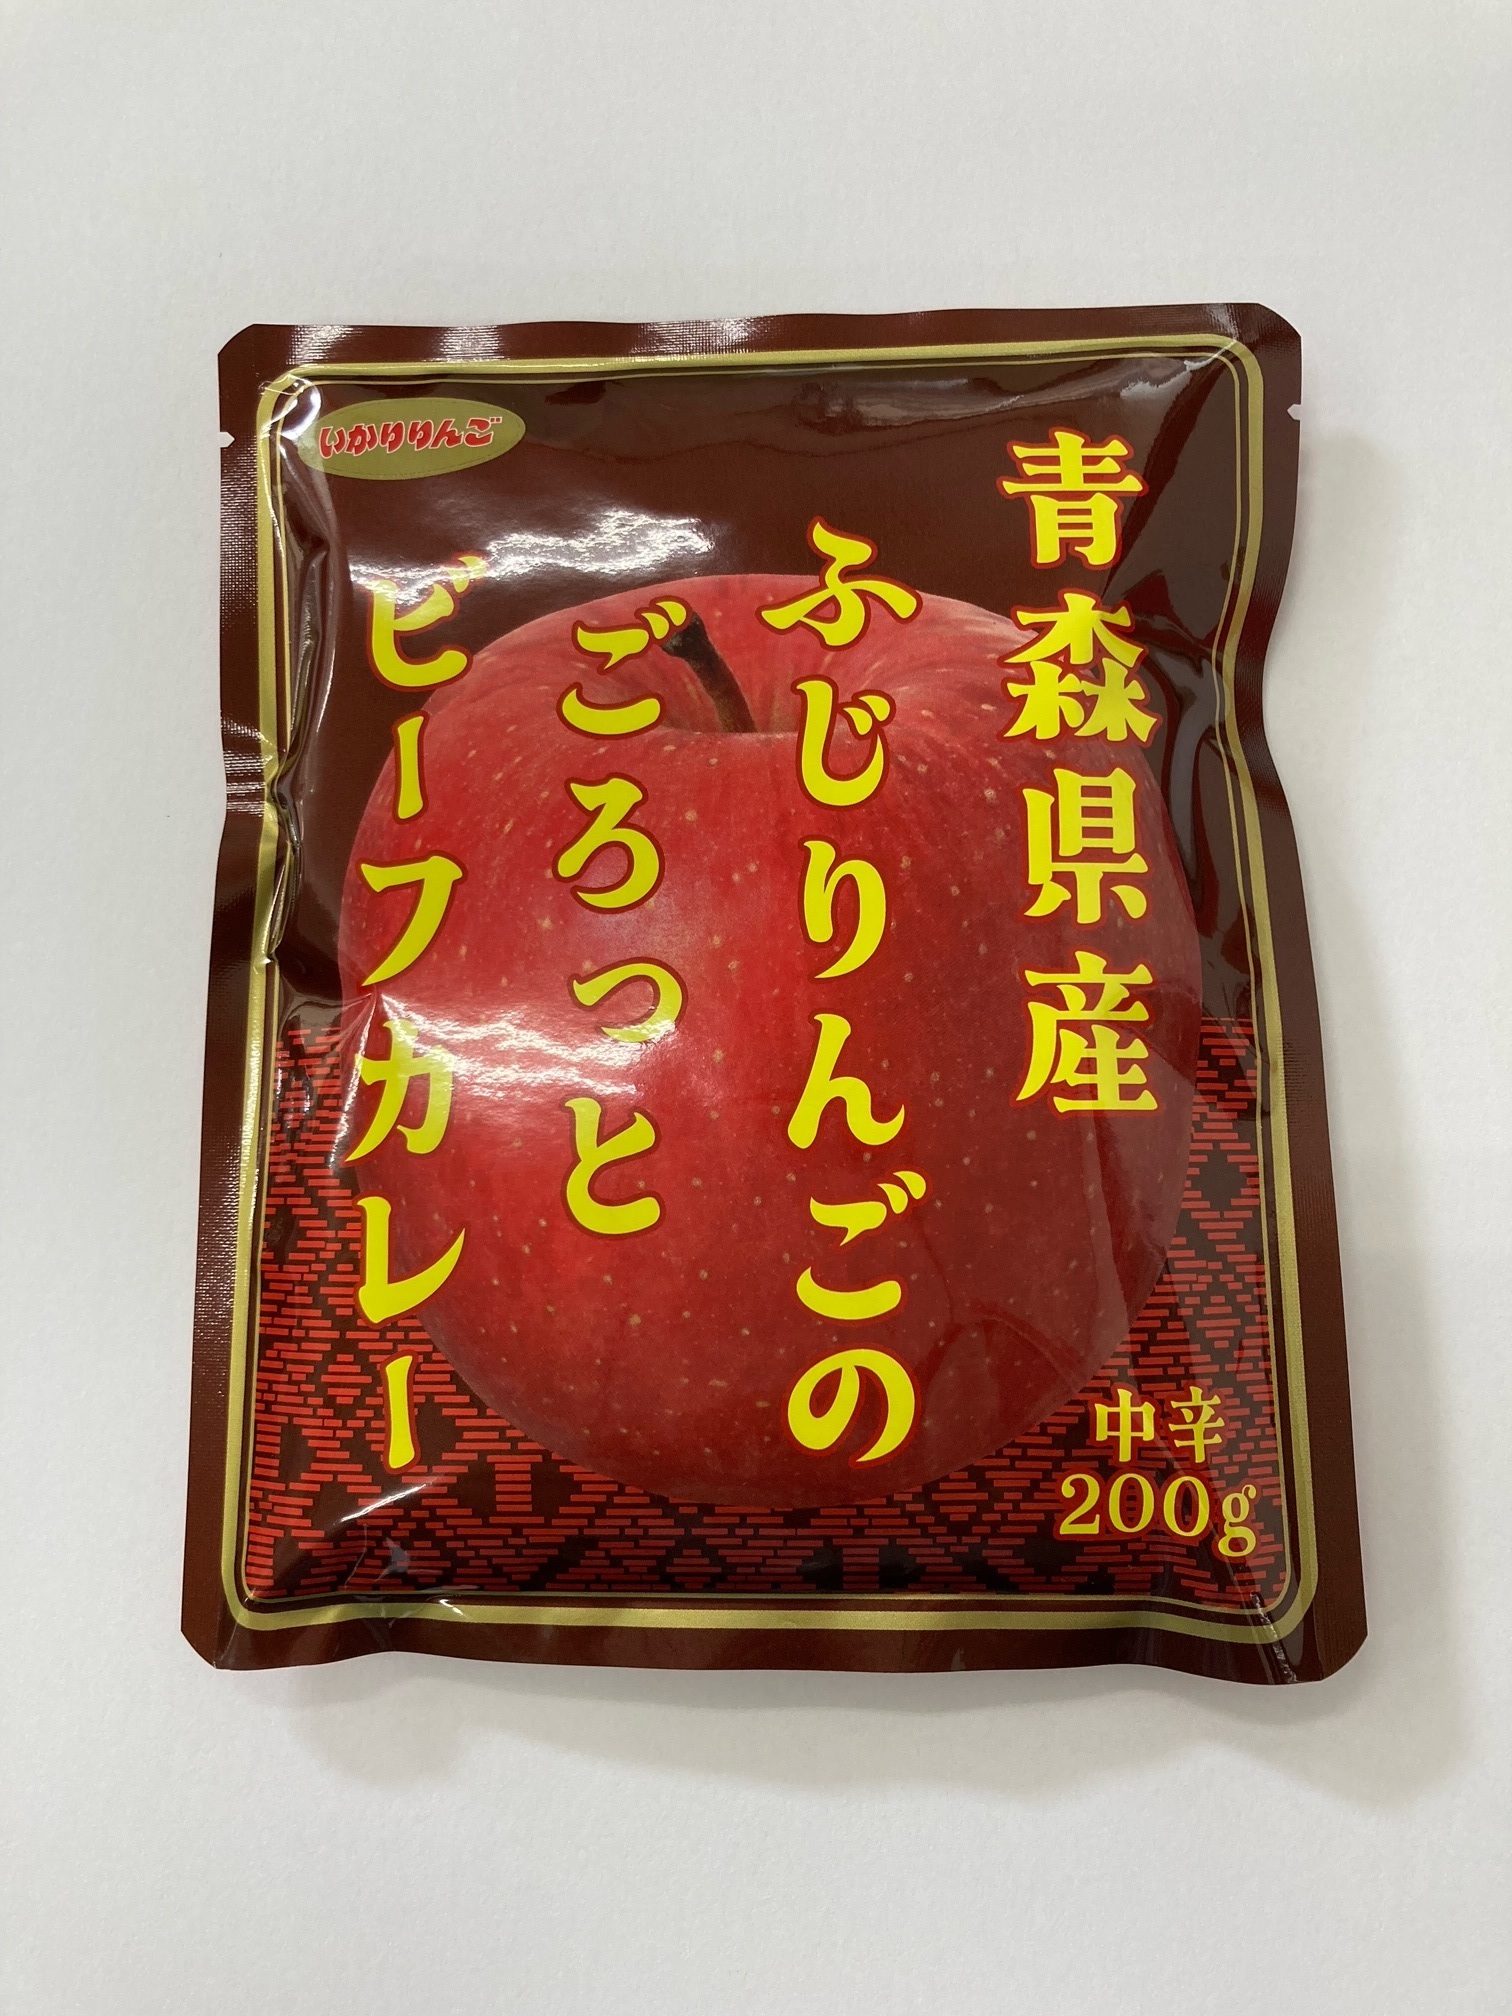 いかりりんご
青森県産
ふじりんごの
ごろっと
ビーフカレー
中辛
200g